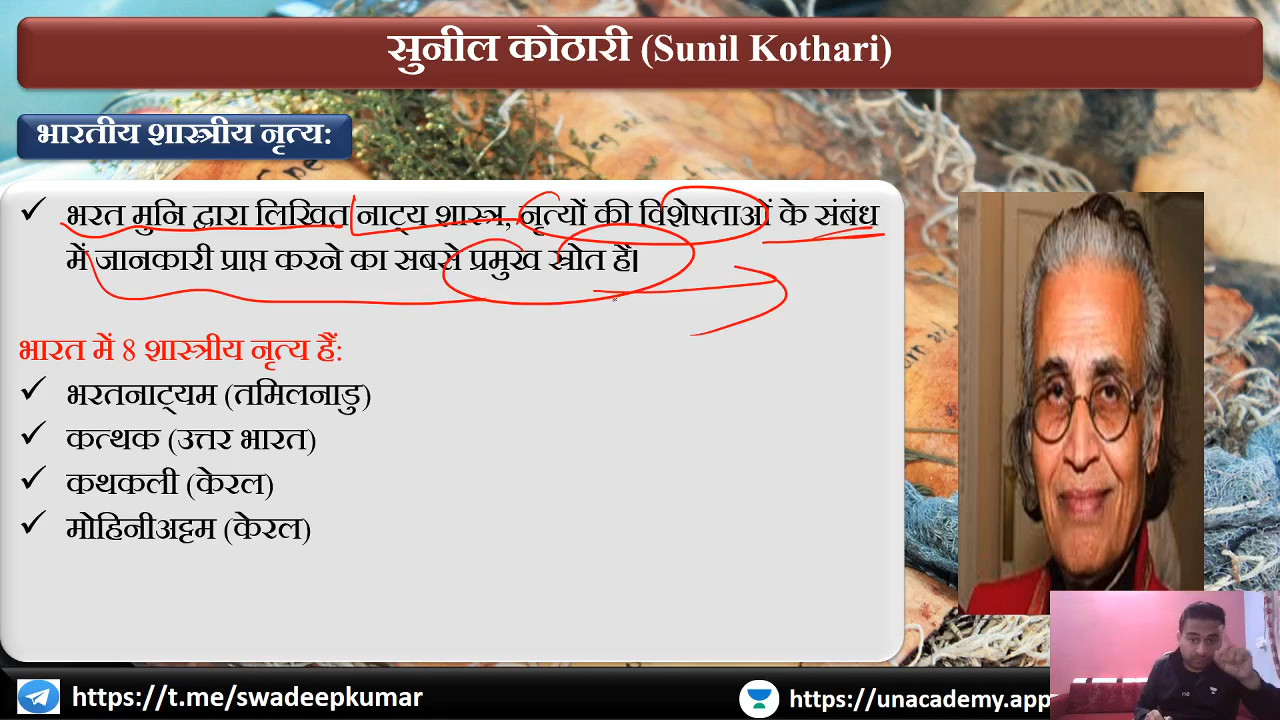 सुनील कोठारी (Sunil Kothari)
भारतीय शास्त्रीय नृत्य:
✓ भरत मुनि द्वारा लिखित नाट्य शास्त्र, नृत्यों की विशेषताओं के संबंध
में जानकारी प्राप्त करने का सबसे प्रमुख स्रोत हैं।
भारत में 8 शास्त्रीय नृत्य हैं:
✓ भरतनाट्यम (तमिलनाडु)
✓ कत्थक (उत्तर भारत)
✓ कथकली (केरल)
✓ मोहिनीअट्टम (केरल)
https://t.me/swadeepkumar
https://unacademy.app